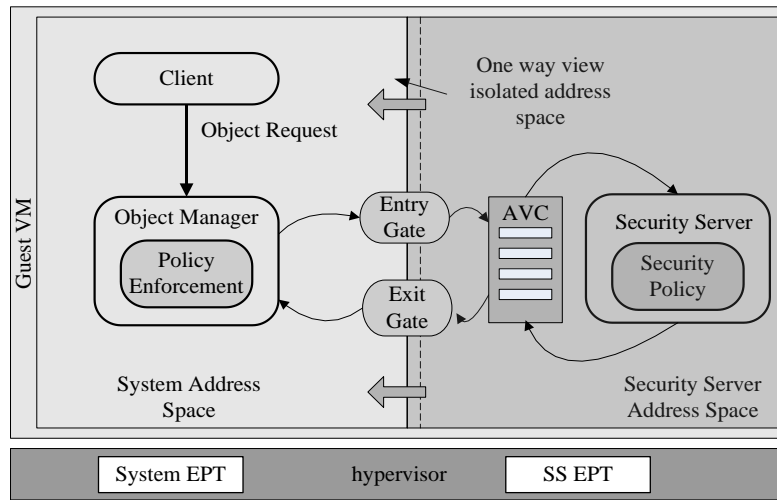 Guest VM
Client
Object Request
One way view
isolated address
space
Object Manager
Policy
Enforcement
Entry
Gate
Exit
Gate
AVC
Security Server
Security
Policy
System Address
Space
Security Server
Address Space
System EPT
hypervisor
SS EPT